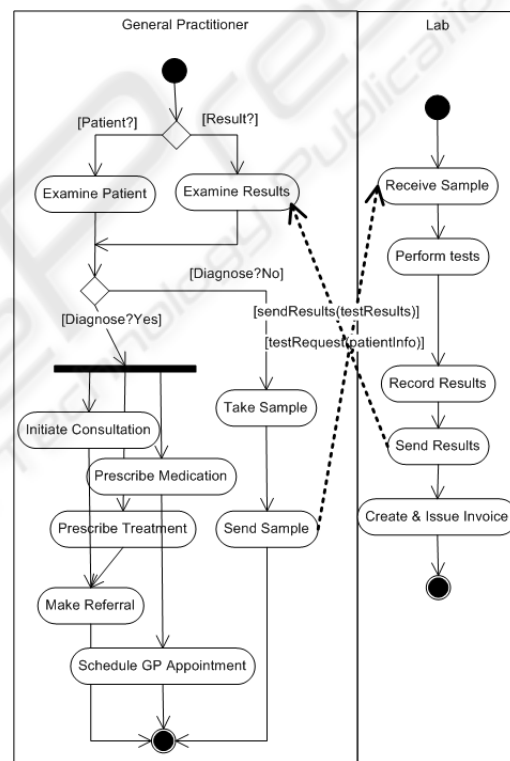 General Practitioner
Lab
[Patient?]
[Result?]
Examine Patient
Examine Results
Receive Sample
Perform tests
[Diagnose?No]
[Diagnose?Yes]
[sendResults(testResults)]
[testRequest(patientInfo)]
Record Results
Take Sample
Initiate Consultation
Send Results
Prescribe Medication
Create & Issue Invoice
Prescribe Treatment
Send Sample
Make Referral
Schedule GP Appointment
Technology Publications